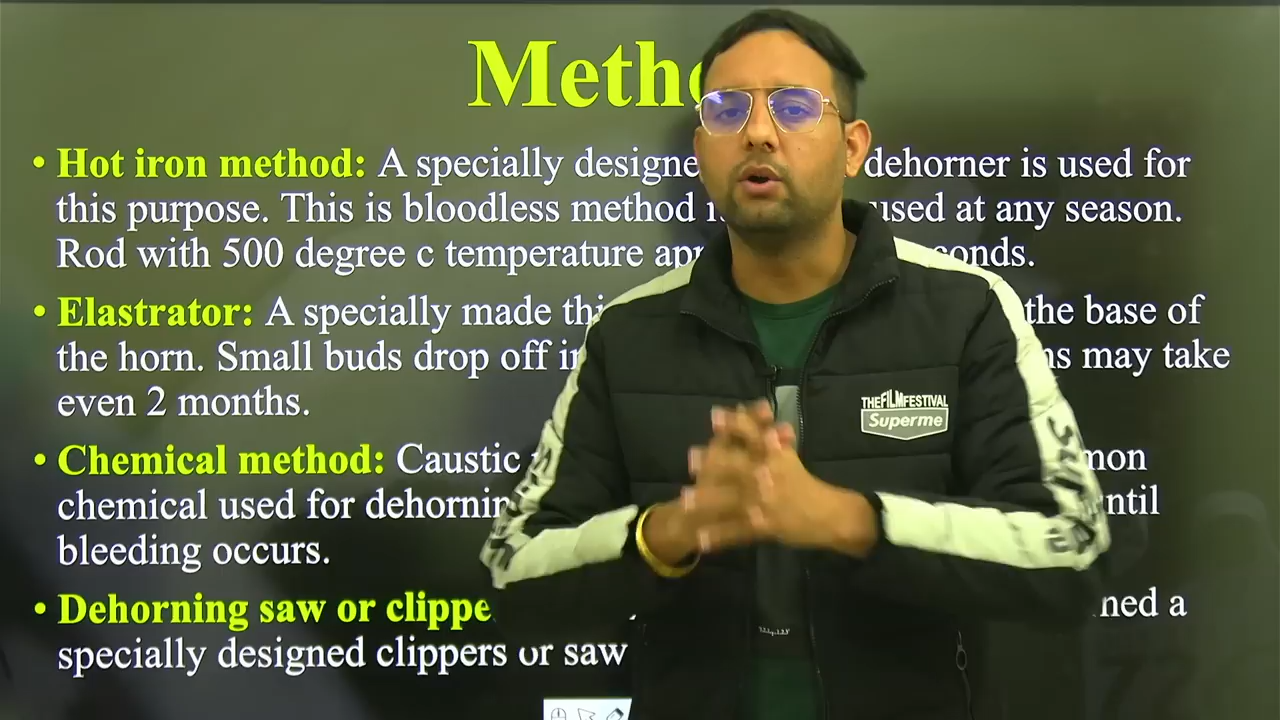 Meth
• Hot iron method: A specially designe dehorner is used for
this purpose. This is bloodless method used at any season.
Rod with 500 degree c temperature app conds.
• Elastrator: A specially made thi the base of
the horn. Small buds drop off in ns may take
even 2 months.
• Chemical method: Caustic mon
chemical used for dehornin ntil
bleeding occurs.
• Dehorning saw or clippe ned a
specially designed clippers or saw
THEFILMFESTIVAL
Superme